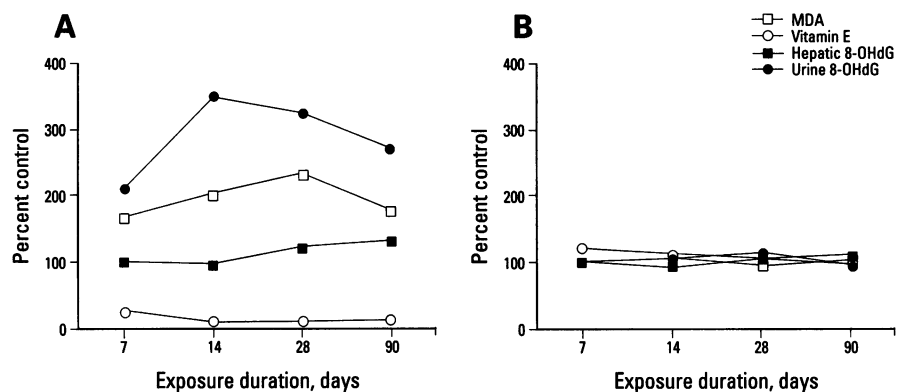 A
B
MDA
Vitamin E
Hepatic 8-OHdG
Urine 8-OHdG
Percent control
400
300
200
100
0
7 14 28 90
Exposure duration, days
Percent control
400
300
200
100
0
7 14 28 90
Exposure duration, days